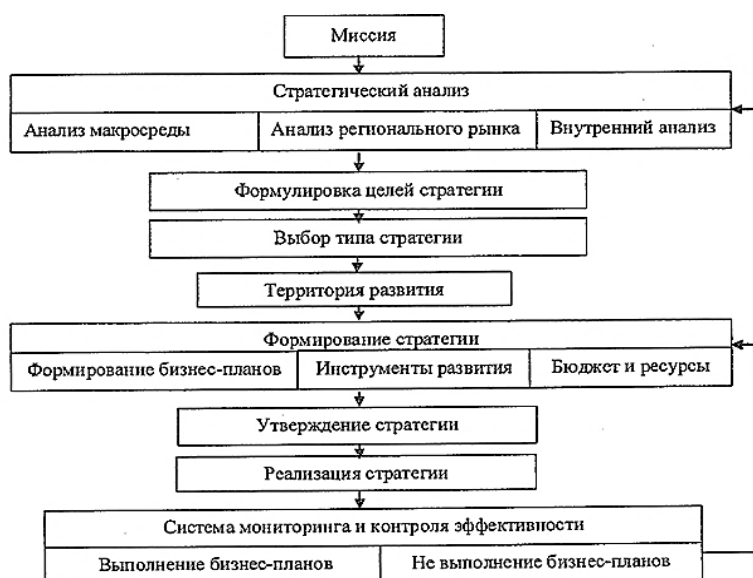 Миссия
Стратегический анализ
Анализ макросреды
Анализ регионального рынка
Внутренний анализ
Формулировка целей стратегии
Выбор типа стратегии
Территория развития
Формирование стратегии
Формирование бизнес-планов
Инструменты развития
Бюджет и ресурсы
Утверждение стратегии
Реализация стратегии
Система мониторинга и контроля эффективности
Выполнение бизнес-планов
Не выполнение бизнес-планов